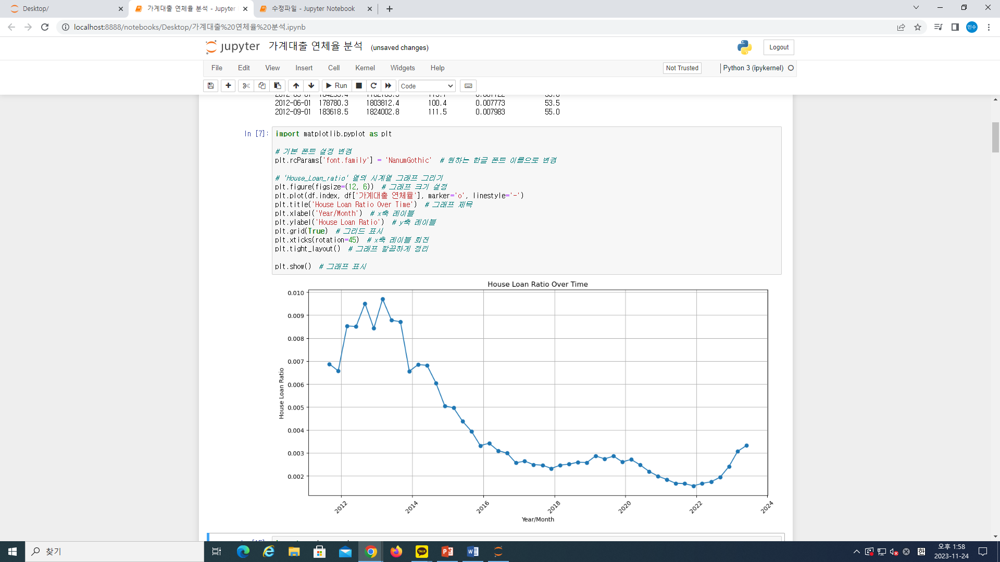 Desktop/
가계대출 연체율 분석 - Jupyter
수정파일 - Jupyter Notebook
localhost:8888/notebooks/Desktop/가계대출%20연체율%20분석.ipynb
민수
jupyter 가계대출 연체율 분석 (unsaved changes)
Logout
File Edit View Insert Cell Kernel Widgets Help
Not Trusted
Python 3 (ipykernel)
Run
Code
2012-06-01 178780.3 1803812.4 100.4 0.007773 53.5
2012-09-01 183618.5 1824002.8 111.5 0.007983 55.0
In [7]: import matplotlib.pyplot as plt
# 기본 폰트 설정 변경
plt.rcParams['font.family'] = 'NanumGothic' # 원하는 한글 폰트 이름으로 변경
# 'House_Loan_ratio' 열의 시계열 그래프 그리기
plt.figure(figsize=(12, 6)) # 그래프 크기 설정
plt.plot(df.index, df['가계대출 연체율'], marker='o', linestyle='-')
plt.title('House Loan Ratio Over Time') # 그래프 제목
plt.xlabel('Year/Month') # x축 레이블
plt.ylabel('House Loan Ratio') # y축 레이블
plt.grid(True) # 그리드 표시
plt.xticks(rotation=45) # x축 레이블 회전
plt.tight_layout() # 그래프 깔끔하게 정리
plt.show() # 그래프 표시
House Loan Ratio Over Time
0.010
0.009
0.008
0.007
0.006
0.005
0.004
0.003
0.002
House Loan Ratio
2012 2014 2016 2018 2020 2022 2024
Year/Month
찾기
TALK
한
오후 1:58
2023-11-24